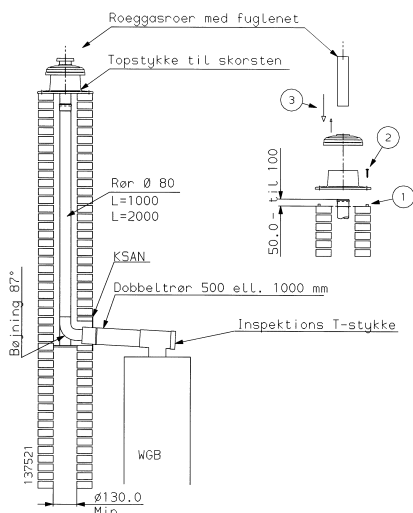 Roeggasroer med fuglenet
Topstykke til skorsten
3
2
1
50.0- til 100
Rør Ø 80
L=1000
L=2000
KSAN
Dobbeltrør 500 ell. 1000 mm
Bøjning 87°
Inspektions T-stykke
WGB
137521
Ø130.0
Min